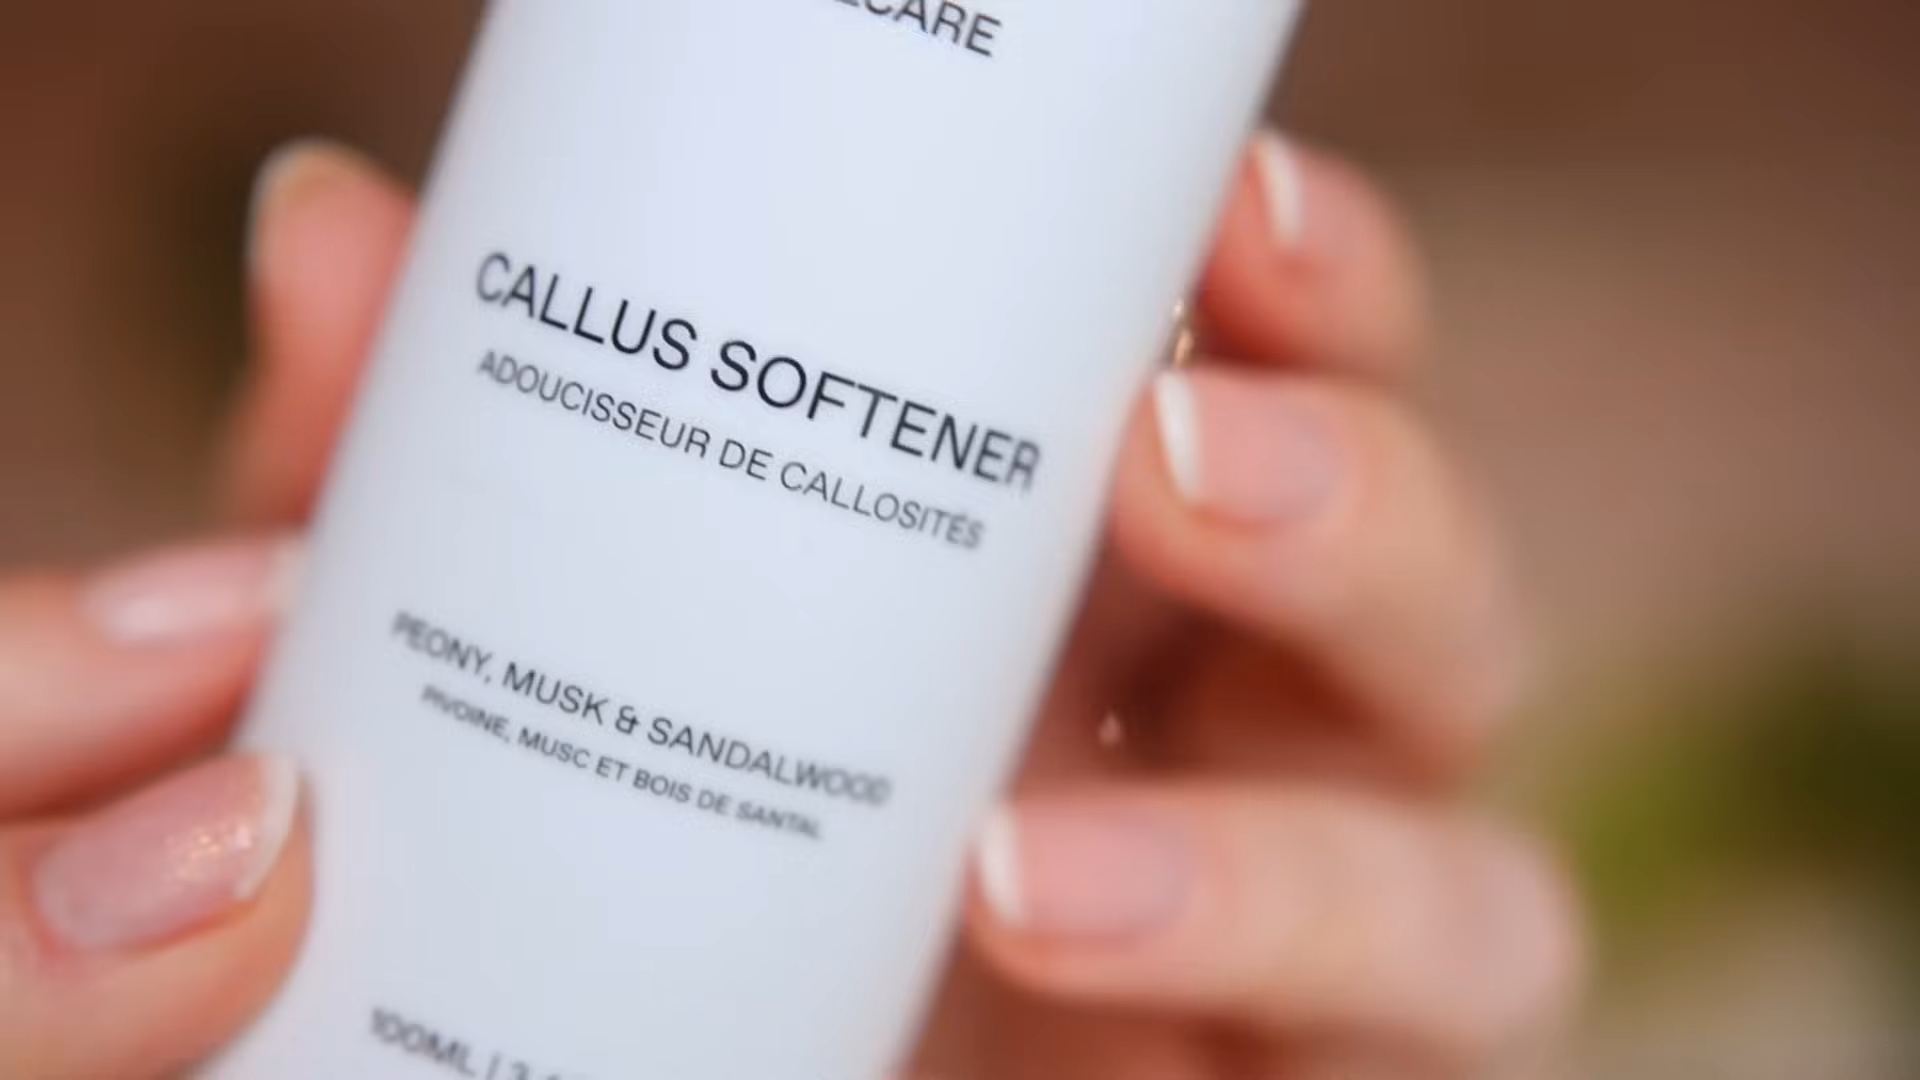 CARE
CALLUS SOFTENER
ADOUCISSEUR DE CALLOSITÉS
PEONY, MUSK & SANDALWOOD
PIVOINE, MUSC ET BOIS DE SANTAL
100ML |